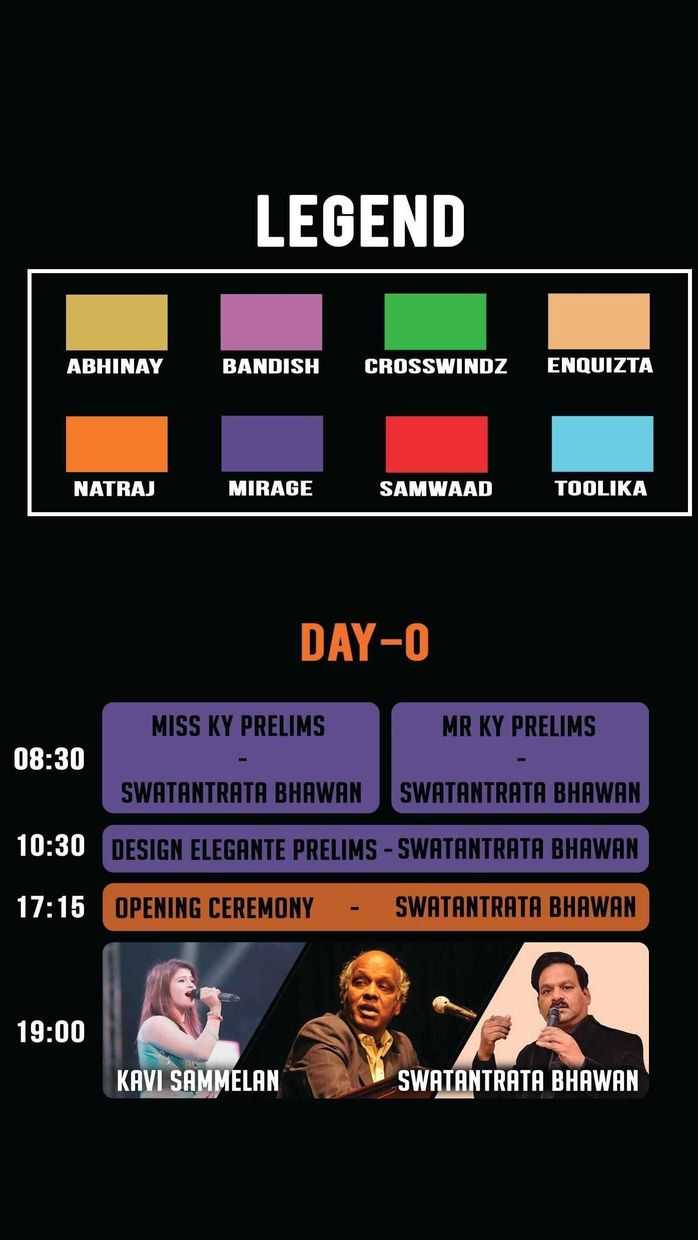 LEGEND
ABHINAY BANDISH CROSSWINDZ ENQUIZTA
NATRAJ MIRAGE SAMWAAD TOOLIKA
DAY-0
08:30
MISS KY PRELIMS
-
SWATANTRATA BHAWAN
MR KY PRELIMS
-
SWATANTRATA BHAWAN
10:30 DESIGN ELEGANTE PRELIMS - SWATANTRATA BHAWAN
17:15 OPENING CEREMONY - SWATANTRATA BHAWAN
19:00
KAVI SAMMELAN SWATANTRATA BHAWAN